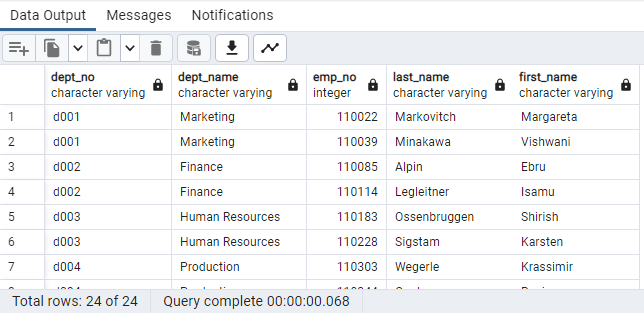 Data Output Messages Notifications
dept_no dept_name emp_no last_name first_name
character varying character varying integer character varying character varying
1 d001 Marketing 110022 Markovitch Margareta
2 d001 Marketing 110039 Minakawa Vishwani
3 d002 Finance 110085 Alpin Ebru
4 d002 Finance 110114 Legleitner Isamu
5 d003 Human Resources 110183 Ossenbruggen Shirish
6 d003 Human Resources 110228 Sigstam Karsten
7 d004 Production 110303 Wegerle Krassimir
Total rows: 24 of 24 Query complete 00:00:00.068